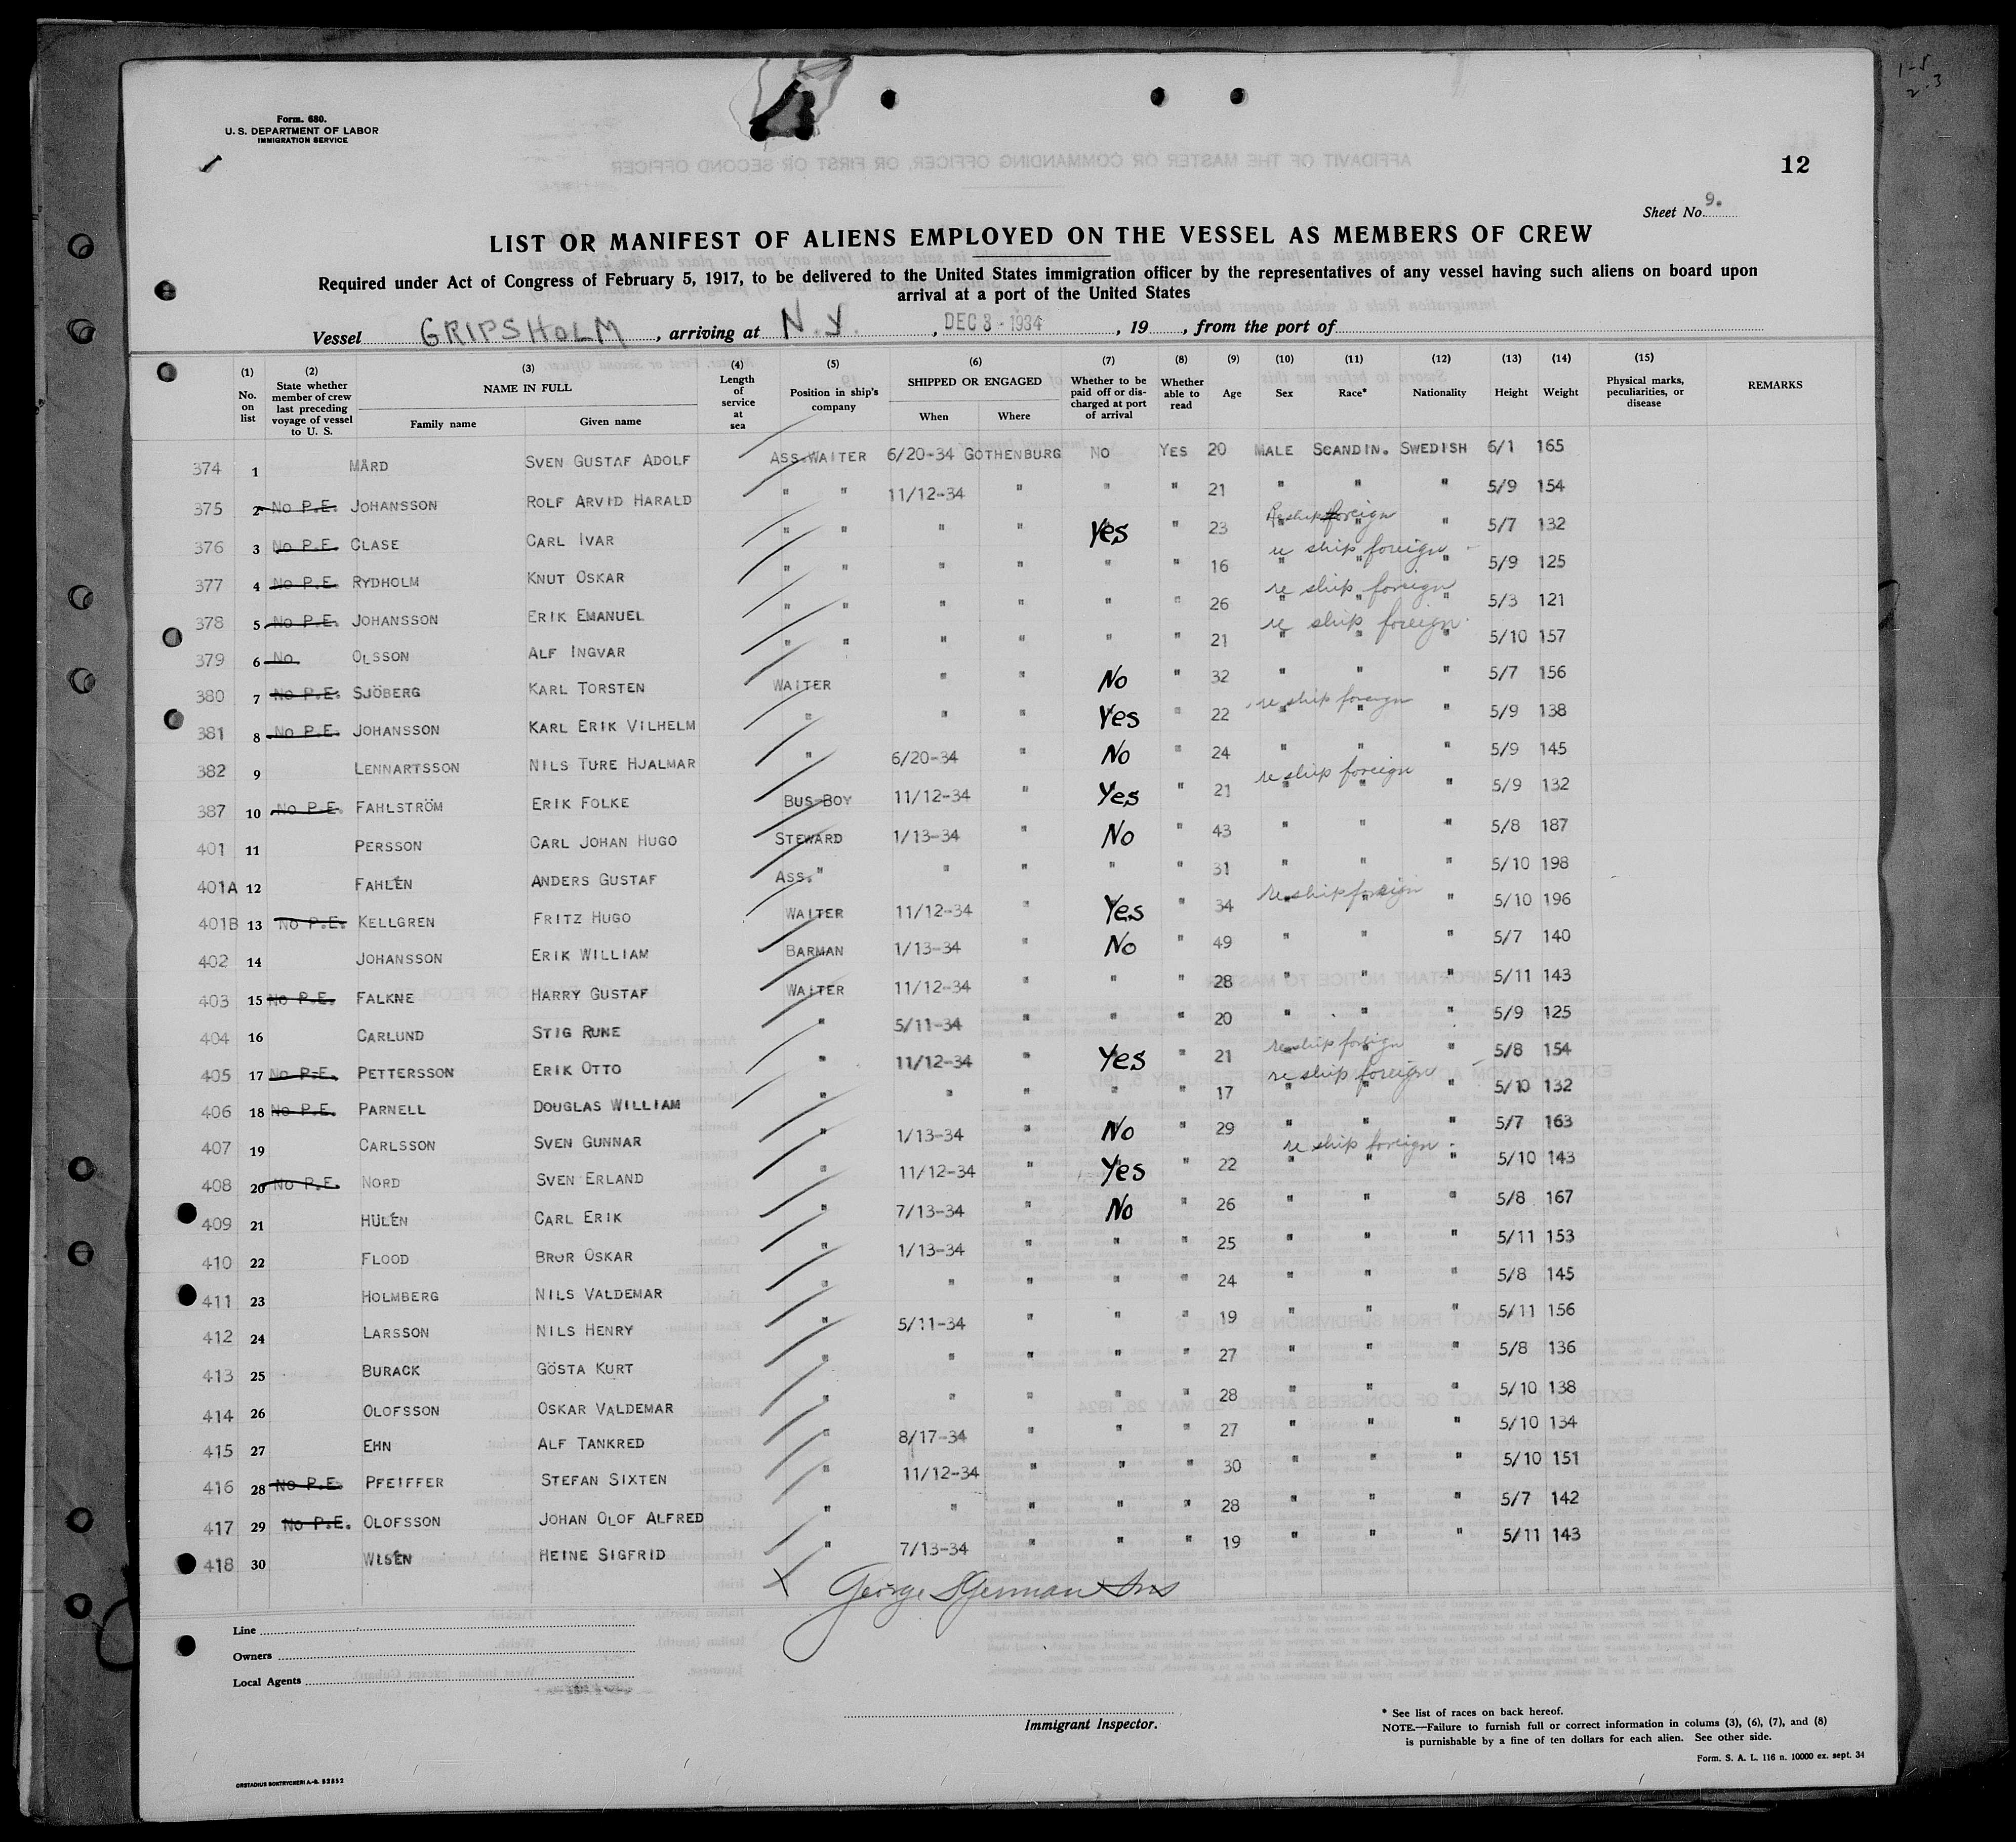 Form. 680.
U. S. DEPARTMENT OF LABOR
IMMIGRATION SERVICE
12
Sheet No. 9.
LIST OR MANIFEST OF ALIENS EMPLOYED ON THE VESSEL AS MEMBERS OF CREW
Required under Act of Congress of February 5, 1917, to be delivered to the United States immigration officer by the representatives of any vessel having such aliens on board upon
arrival at a port of the United States
Vessel GRIPSHOLM, arriving at N.Y., DEC 3 - 1934, 19 , from the port of
(1) No. on list (2) State whether member of crew last preceding voyage of vessel to U. S. (3) NAME IN FULL Family name Given name (4) Length of service at sea (5) Position in ship's company (6) SHIPPED OR ENGAGED When Where (7) Whether to be paid off or discharged at port of arrival (8) Whether able to read (9) Age (10) Sex (11) Race* (12) Nationality (13) Height (14) Weight (15) Physical marks, peculiarities, or disease REMARKS
374 1 MÅRD SVEN GUSTAF ADOLF ASS.WAITER 6/20-34 GOTHENBURG NO YES 20 MALE SCANDIN. SWEDISH 6/1 165
375 2 No P.E. JOHANSSON ROLF ARVID HARALD " " 11/12-34 " " " 21 " " " 5/9 154
376 3 No P.E. CLASE CARL IVAR " " " " Yes " 23 Reship foreign " " " 5/7 132
377 4 No P.E. RYDHOLM KNUT OSKAR " " " " " " 16 re ship foreign " " " 5/9 125
378 5 No P.E. JOHANSSON ERIK EMANUEL " " " " " " 26 re ship foreign " " " 5/3 121
379 6 No OLSSON ALF INGVAR " " " " " " 21 re ship foreign " " " 5/10 157
380 7 No P.E. SJÖBERG KARL TORSTEN WAITER " " No " 32 " " " 5/7 156
381 8 No P.E. JOHANSSON KARL ERIK VILHELM " " " Yes " 22 re ship foreign " " " 5/9 138
382 9 LENNARTSSON NILS TURE HJALMAR " 6/20-34 " No " 24 " " " 5/9 145
387 10 No P.E. FAHLSTRÖM ERIK FOLKE BUS-BOY 11/12-34 " Yes " 21 re ship foreign " " " 5/9 132
401 11 PERSSON CARL JOHAN HUGO STEWARD 1/13-34 " No " 43 " " " 5/8 187
401A 12 FAHLÉN ANDERS GUSTAF ASS. " " " " " 31 " " " 5/10 198
401B 13 No P.E. KELLGREN FRITZ HUGO WAITER 11/12-34 " Yes " 34 re ship foreign " " " 5/10 196
402 14 JOHANSSON ERIK WILLIAM BARMAN 1/13-34 " No " 49 " " " 5/7 140
403 15 No P.E. FALKNE HARRY GUSTAF WAITER 11/12-34 " " " 28 " " " 5/11 143
404 16 CARLUND STIG RUNE " 5/11-34 " " " 20 " " " 5/9 125
405 17 No P.E. PETTERSSON ERIK OTTO " 11/12-34 " Yes " 21 re ship foreign " " " 5/8 154
406 18 No P.E. PARNELL DOUGLAS WILLIAM " " " " " 17 re ship foreign " " " 5/10 132
407 19 CARLSSON SVEN GUNNAR " 1/13-34 " No " 29 " " " 5/7 163
408 20 No P.E. NORD SVEN ERLAND " 11/12-34 " Yes " 22 re ship foreign " " " 5/10 143
409 21 HULÉN CARL ERIK " 7/13-34 " No " 26 " " " 5/8 167
410 22 FLOOD BROR OSKAR " 1/13-34 " " " 25 " " " 5/11 153
411 23 HOLMBERG NILS VALDEMAR " " " " " 24 " " " 5/8 145
412 24 LARSSON NILS HENRY " 5/11-34 " " " 19 " " " 5/11 156
413 25 BURACK GÖSTA KURT " " " " " 27 " " " 5/8 136
414 26 OLOFSSON OSKAR VALDEMAR " " " " " 28 " " " 5/10 138
415 27 EHN ALF TANKRED " 8/17-34 " " " 27 " " " 5/10 134
416 28 No P.E. PFEIFFER STEFAN SIXTEN " 11/12-34 " " " 30 " " " 5/10 151
417 29 No P.E. OLOFSSON JOHAN OLOF ALFRED " " " " " 28 " " " 5/7 142
418 30 WLSÉN HEINE SIGFRID " 7/13-34 " " " 19 " " " 5/11 143
X George
Line
Owners
Local Agents
Immigrant Inspector.
* See list of races on back hereof.
NOTE.—Failure to furnish full or correct information in colums (3), (6), (7), and (8)
is purnishable by a fine of ten dollars for each alien. See other side.
Form. S. A. L. 116 n. 10000 ex. sept. 34
ORSTADIUS BOKTRYCKERI A.-B. 52852